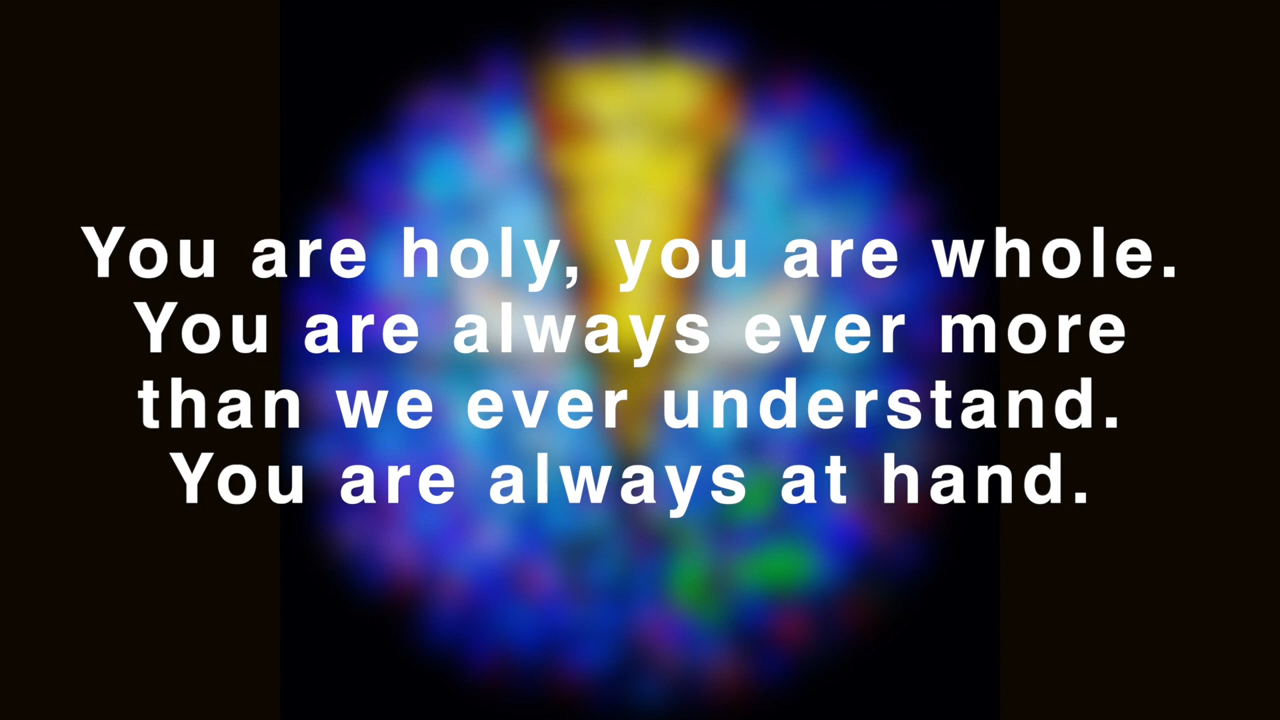 You are holy, you are whole.
You are always ever more
than we ever understand.
You are always at hand.